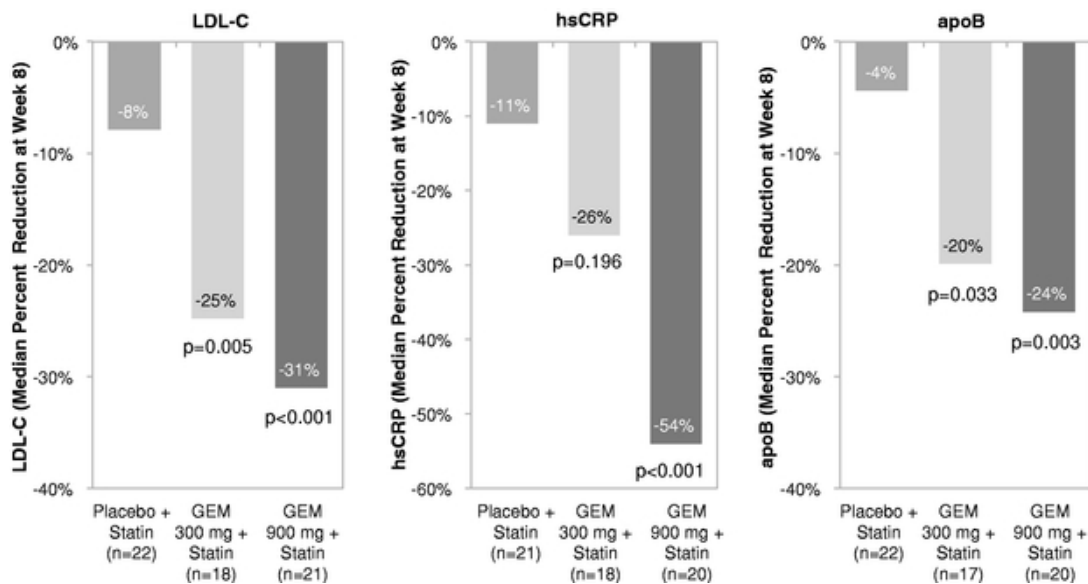 LDL-C
LDL-C (Median Percent Reduction at Week 8)
0%
-10%
-20%
-30%
-40%
-8%
-25%
p=0.005
-31%
p<0.001
Placebo +
Statin
(n=22)
GEM
300 mg +
Statin
(n=18)
GEM
900 mg +
Statin
(n=21)
hsCRP
hsCRP (Median Percent Reduction at Week 8)
0%
-10%
-20%
-30%
-40%
-50%
-60%
-11%
-26%
p=0.196
-54%
p<0.001
Placebo +
Statin
(n=21)
GEM
300 mg +
Statin
(n=18)
GEM
900 mg +
Statin
(n=20)
apoB
apoB (Median Percent Reduction at Week 8)
0%
-10%
-20%
-30%
-40%
-4%
-20%
p=0.033
-24%
p=0.003
Placebo +
Statin
(n=22)
GEM
300 mg +
Statin
(n=17)
GEM
900 mg +
Statin
(n=20)